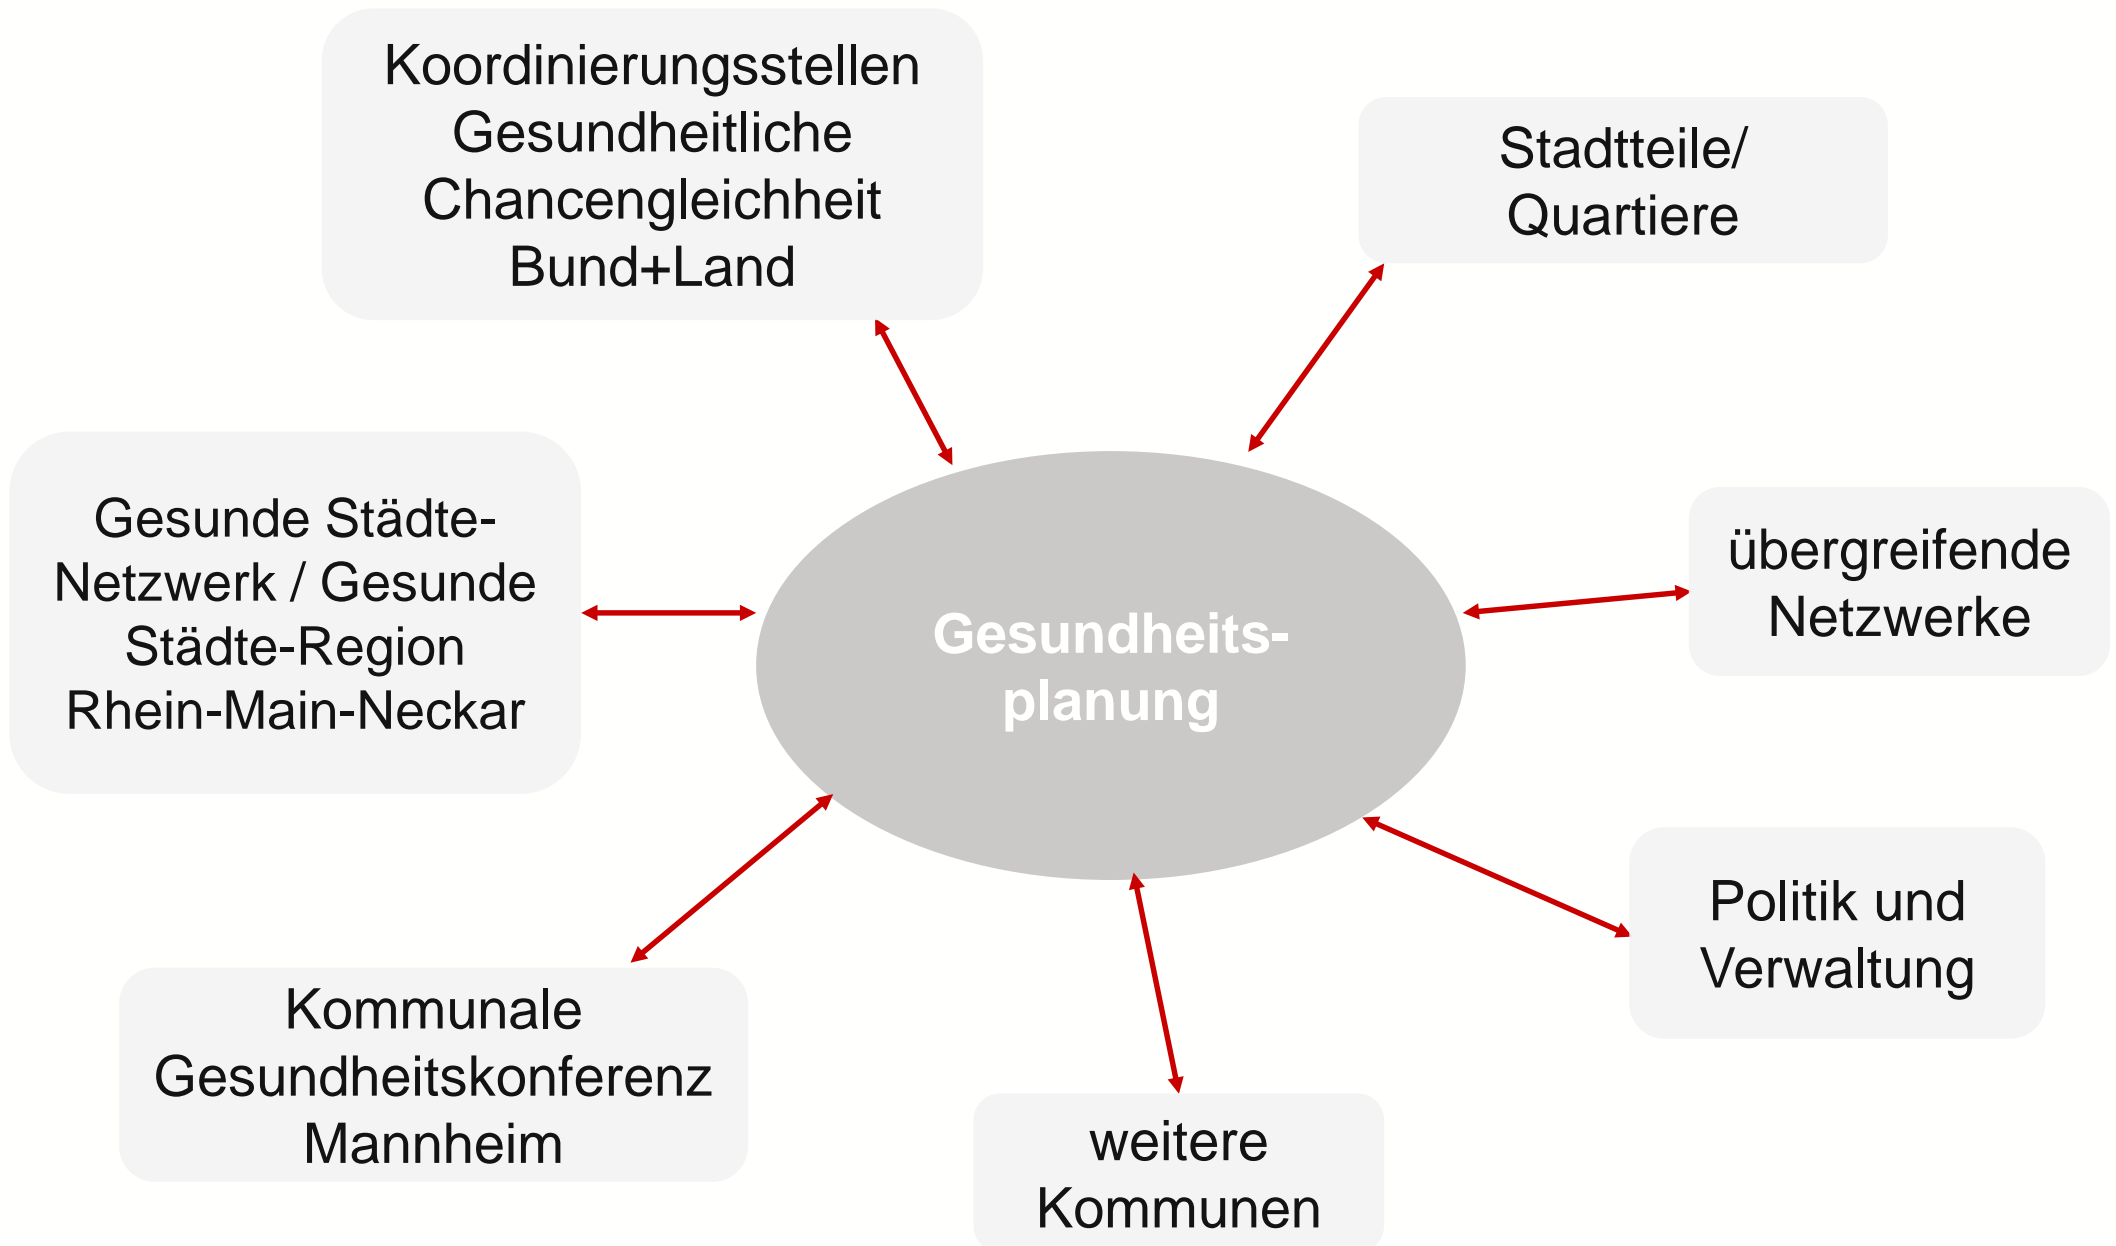 Koordinierungsstellen
Gesundheitliche
Chancengleichheit
Bund+Land
Stadtteile/
Quartiere
Gesunde Städte-
Netzwerk / Gesunde
Städte-Region
Rhein-Main-Neckar
Gesundheits-
planung
übergreifende
Netzwerke
Politik und
Verwaltung
Kommunale
Gesundheitskonferenz
Mannheim
weitere
Kommunen